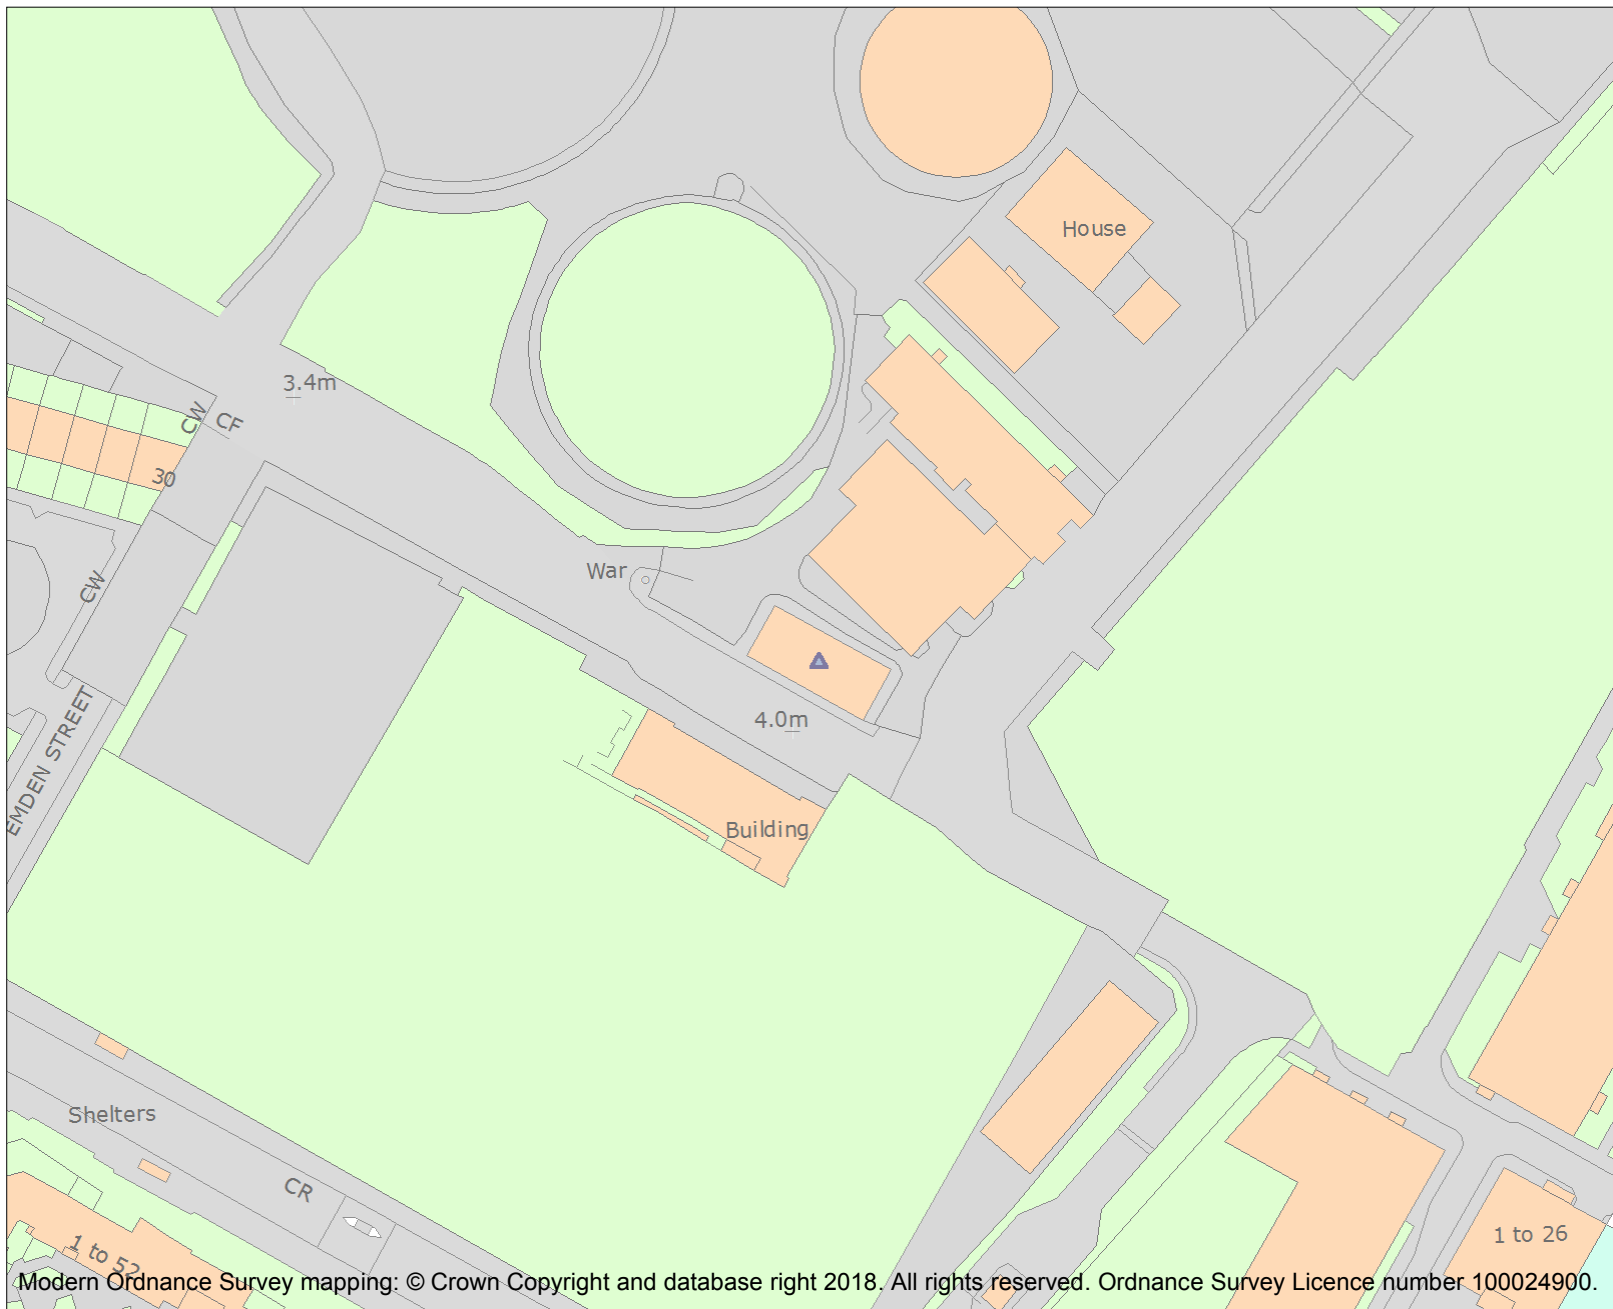 House
3.4m
CW
CF
30
War
CW
EMDEN STREET
4.0m
Building
Shelters
CR
1 to 52
1 to 26
Modern Ordnance Survey mapping: © Crown Copyright and database right 2018. All rights reserved. Ordnance Survey Licence number 100024900.